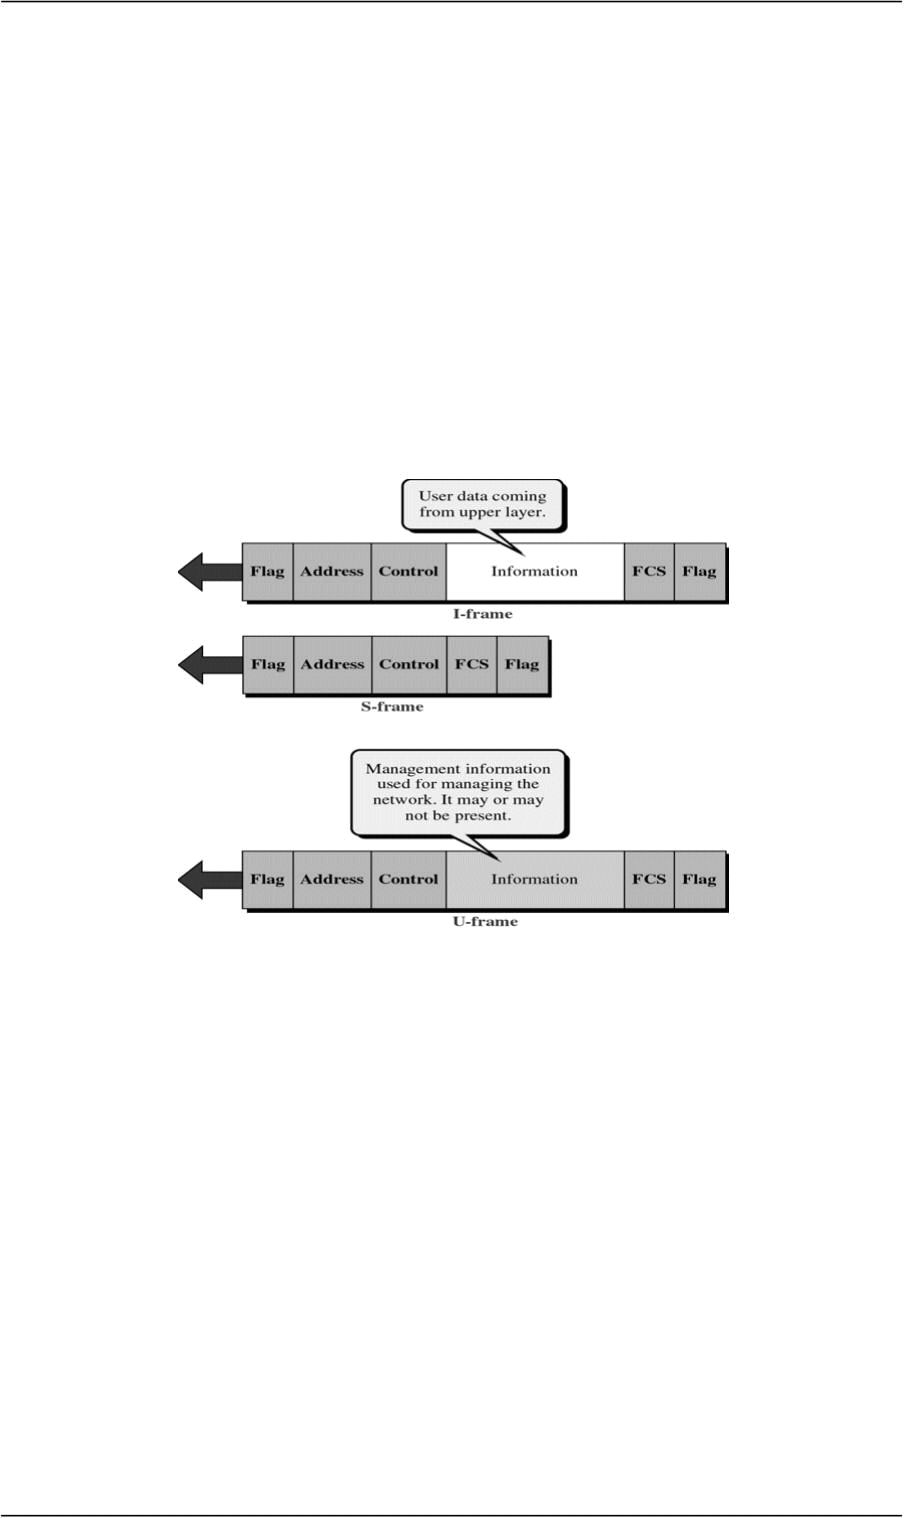 User data coming
from upper layer.
Flag Address Control Information FCS Flag
I-frame
Flag Address Control FCS Flag
S-frame
Management information
used for managing the
network. It may or may
not be present.
Flag Address Control Information FCS Flag
U-frame